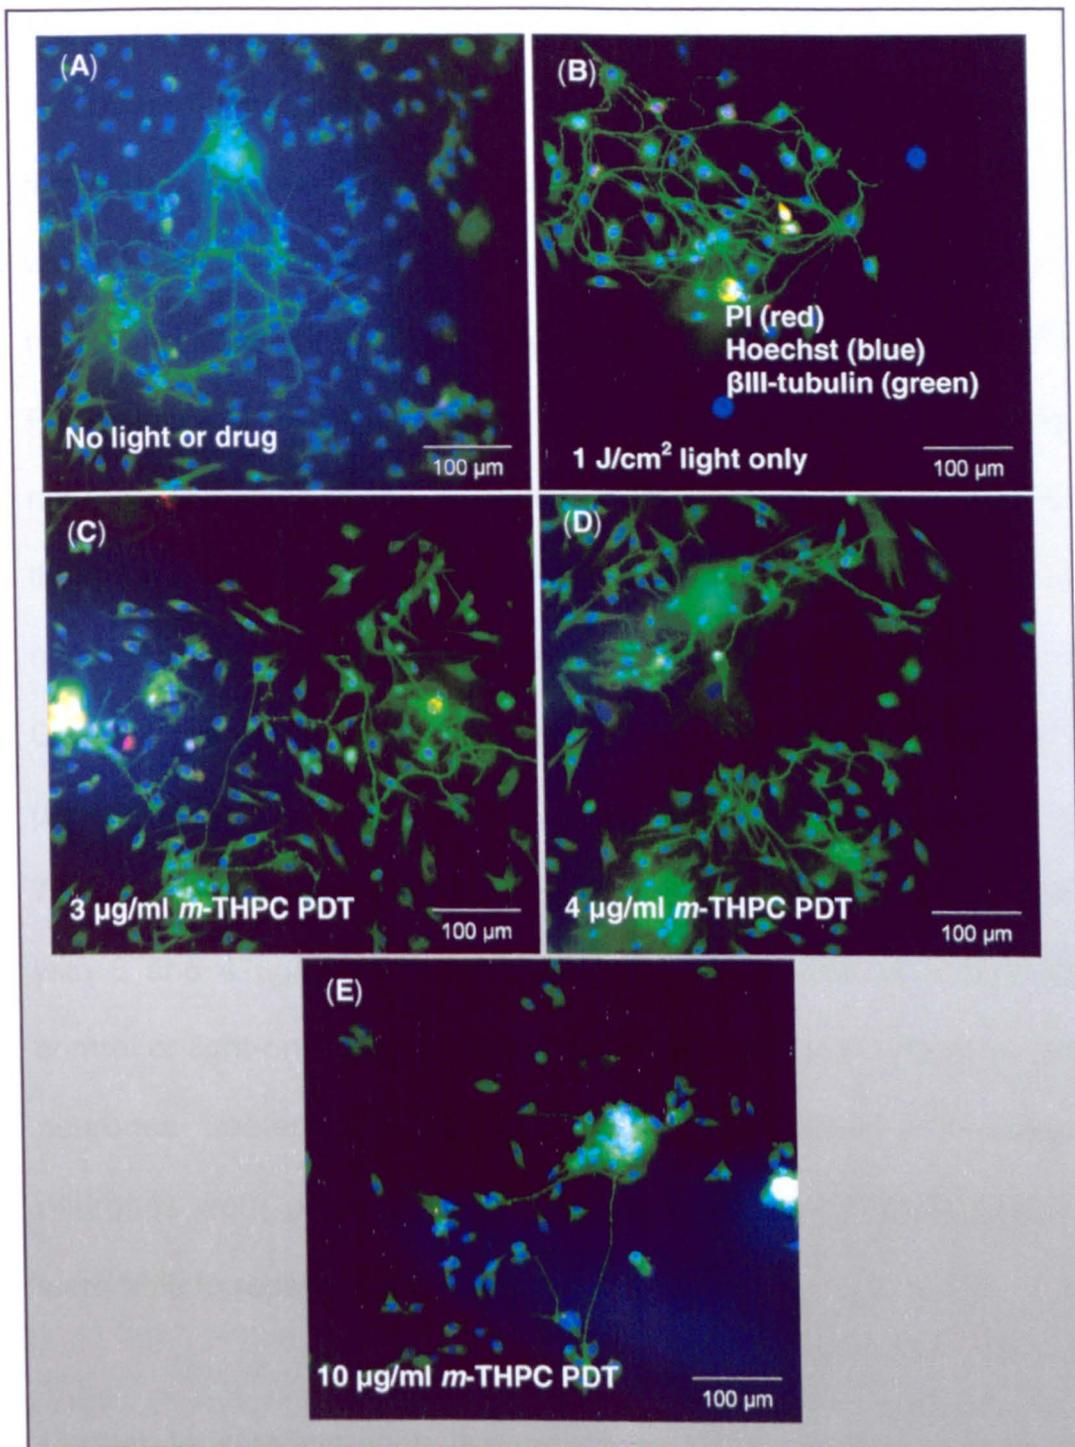 (A)
No light or drug
100 µm
(B)
PI (red)
Hoechst (blue)
βIII-tubulin (green)
1 J/cm² light only
100 µm
(C)
3 µg/ml m-THPC PDT
100 µm
(D)
4 µg/ml m-THPC PDT
100 µm
(E)
10 µg/ml m-THPC PDT
100 µm